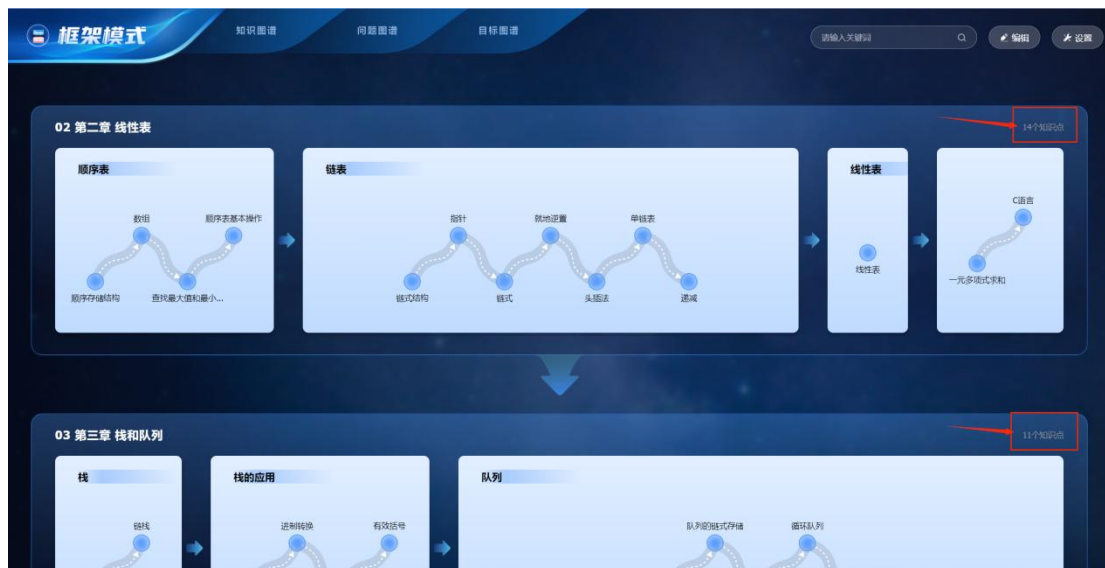 框架模式
知识图谱 问题图谱 目标图谱
请输入关键词 编辑 设置
02 第二章 线性表 14个知识点
顺序表 链表 线性表
数组 顺序表基本操作 指针 就地逆置 单链表 C语言
顺序存储结构 查找最大值和最小... 链式结构 链式 头插法 递减 线性表 一元多项式求和
03 第三章 栈和队列 11个知识点
栈 栈的应用 队列
链栈 进制转换 有效括号 队列的链式存储 循环队列